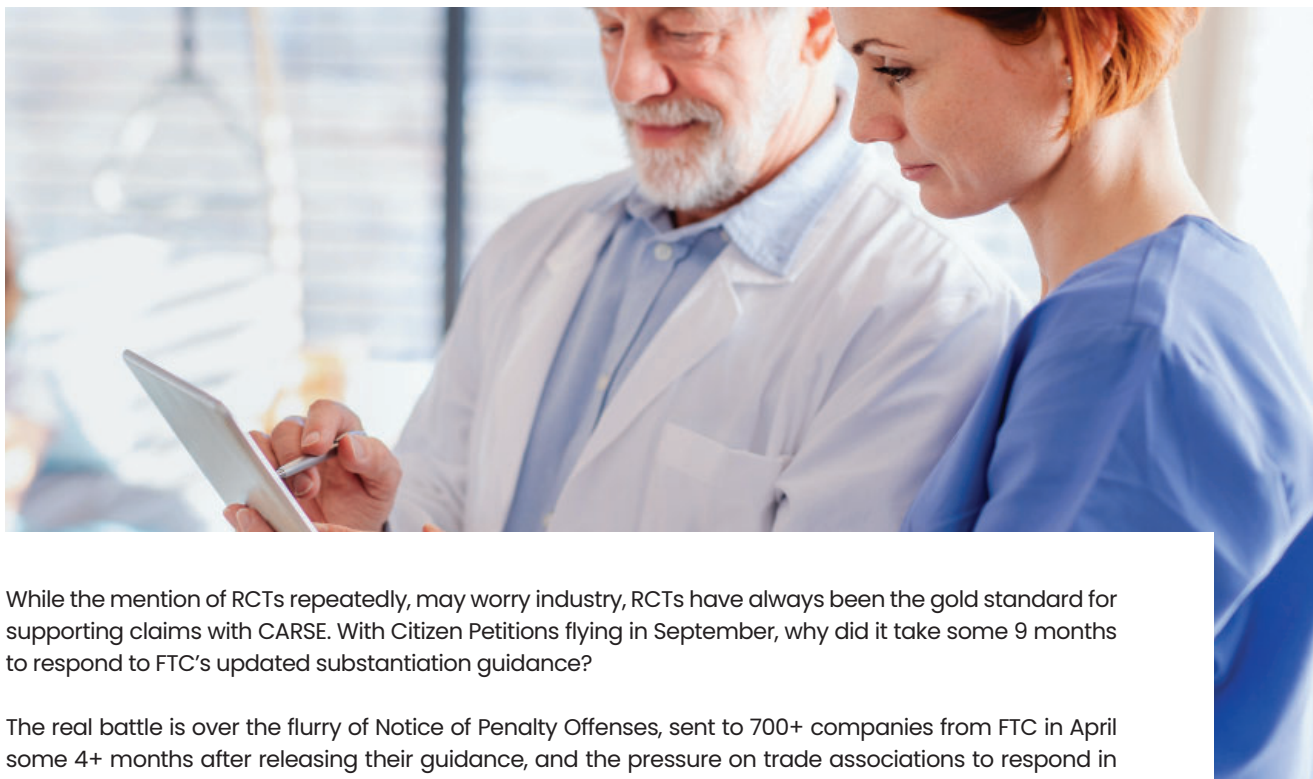 While the mention of RCTs repeatedly, may worry industry, RCTs have always been the gold standard for
supporting claims with CARSE. With Citizen Petitions flying in September, why did it take some 9 months
to respond to FTC’s updated substantiation guidance?
The real battle is over the flurry of Notice of Penalty Offenses, sent to 700+ companies from FTC in April
some 4+ months after releasing their guidance, and the pressure on trade associations to respond in